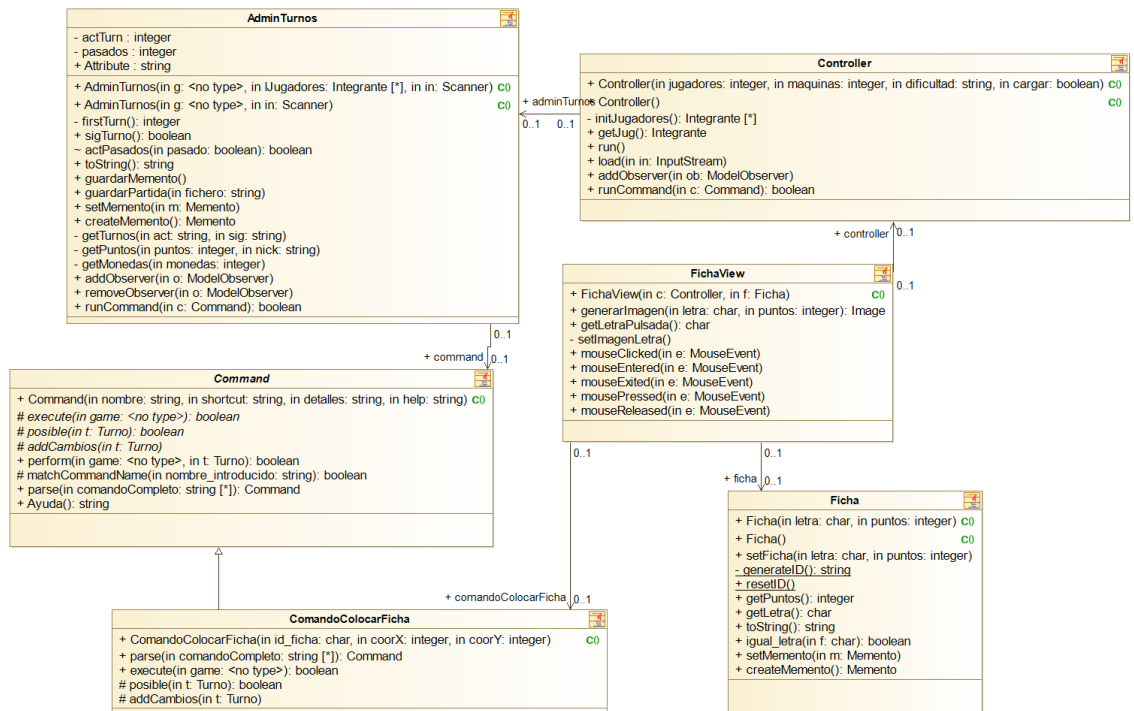 AdminTurnos
- actTurn : integer
- pasados : integer
+ Attribute : string
+ AdminTurnos(in g: <no type>, in lJugadores: Integrante [*], in in: Scanner) C()
+ AdminTurnos(in g: <no type>, in in: Scanner) C()
- firstTurn(): integer
+ sigTurno(): boolean
~ actPasados(in pasado: boolean): boolean
+ toString(): string
- guardarMemento()
+ guardarPartida(in fichero: string)
+ setMemento(in m: Memento)
+ createMemento(): Memento
- getTurnos(in act: string, in sig: string)
- getPuntos(in puntos: integer, in nick: string)
- getMonedas(in monedas: integer)
+ addObserver(in o: ModelObserver)
+ removeObserver(in o: ModelObserver)
+ runCommand(in c: Command): boolean
Controller
+ Controller(in jugadores: integer, in maquinas: integer, in dificultad: string, in cargar: boolean) C()
+ Controller() C()
- initJugadores(): Integrante [*]
+ getJug(): Integrante
+ run()
+ load(in in: InputStream)
+ addObserver(in ob: ModelObserver)
+ runCommand(in c: Command): boolean
+ adminTurnos
0..1 0..1
+ controller 0..1
0..1
FichaView
+ FichaView(in c: Controller, in f: Ficha) C()
+ generarImagen(in letra: char, in puntos: integer): Image
+ getLetraPulsada(): char
- setImagenLetra()
+ mouseClicked(in e: MouseEvent)
+ mouseEntered(in e: MouseEvent)
+ mouseExited(in e: MouseEvent)
+ mousePressed(in e: MouseEvent)
+ mouseReleased(in e: MouseEvent)
0..1
+ command 0..1
Command
+ Command(in nombre: string, in shortcut: string, in detalles: string, in help: string) C()
# execute(in game: <no type>): boolean
# posible(in t: Turno): boolean
# addCambios(in t: Turno)
+ perform(in game: <no type>, in t: Turno): boolean
# matchCommandName(in nombre_introducido: string): boolean
+ parse(in comandoCompleto: string [*]): Command
+ Ayuda(): string
0..1
+ comandoColocarFicha 0..1
0..1
+ ficha 0..1
Ficha
+ Ficha(in letra: char, in puntos: integer) C()
+ Ficha() C()
+ setFicha(in letra: char, in puntos: integer)
- generateID(): string
+ resetID()
+ getPuntos(): integer
+ getLetra(): char
+ toString(): string
+ igual_letra(in f: char): boolean
+ setMemento(in m: Memento)
+ createMemento(): Memento
ComandoColocarFicha
+ ComandoColocarFicha(in id_ficha: char, in coorX: integer, in coorY: integer) C()
+ parse(in comandoCompleto: string [*]): Command
+ execute(in game: <no type>): boolean
# posible(in t: Turno): boolean
# addCambios(in t: Turno)